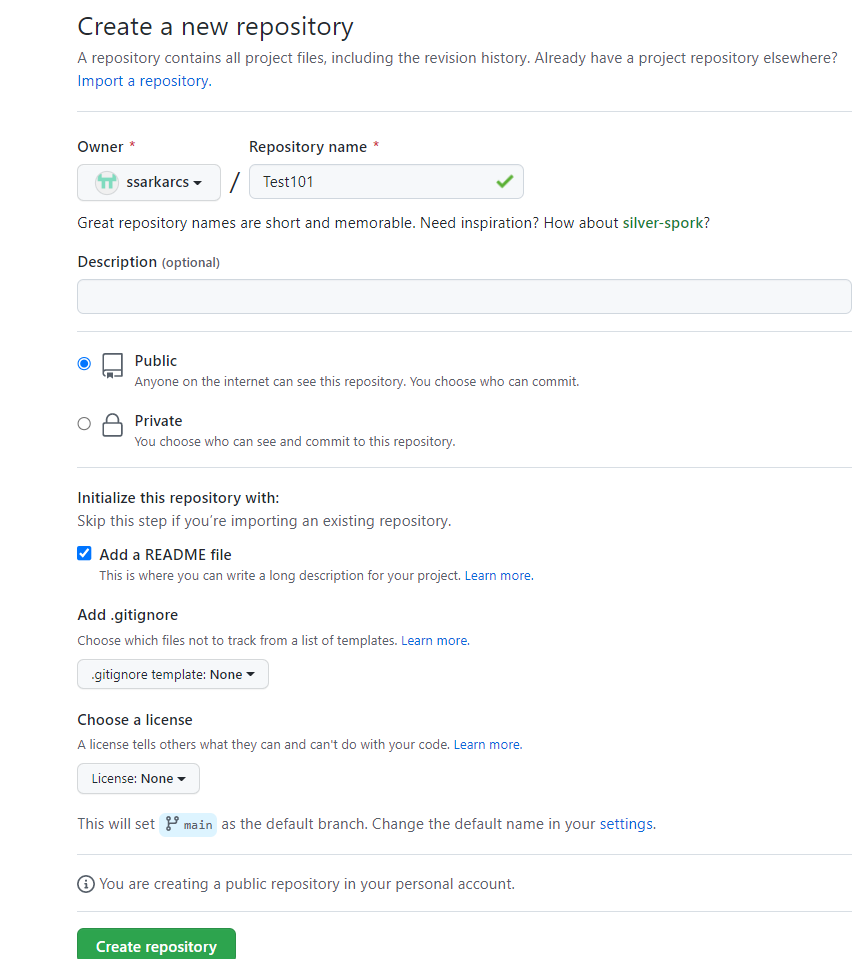 Create a new repository
A repository contains all project files, including the revision history. Already have a project repository elsewhere?
Import a repository.
Owner * Repository name *
ssarkarcs / Test101
Great repository names are short and memorable. Need inspiration? How about silver-spork?
Description (optional)
Public
Anyone on the internet can see this repository. You choose who can commit.
Private
You choose who can see and commit to this repository.
Initialize this repository with:
Skip this step if you’re importing an existing repository.
Add a README file
This is where you can write a long description for your project. Learn more.
Add .gitignore
Choose which files not to track from a list of templates. Learn more.
.gitignore template: None
Choose a license
A license tells others what they can and can't do with your code. Learn more.
License: None
This will set main as the default branch. Change the default name in your settings.
You are creating a public repository in your personal account.
Create repository